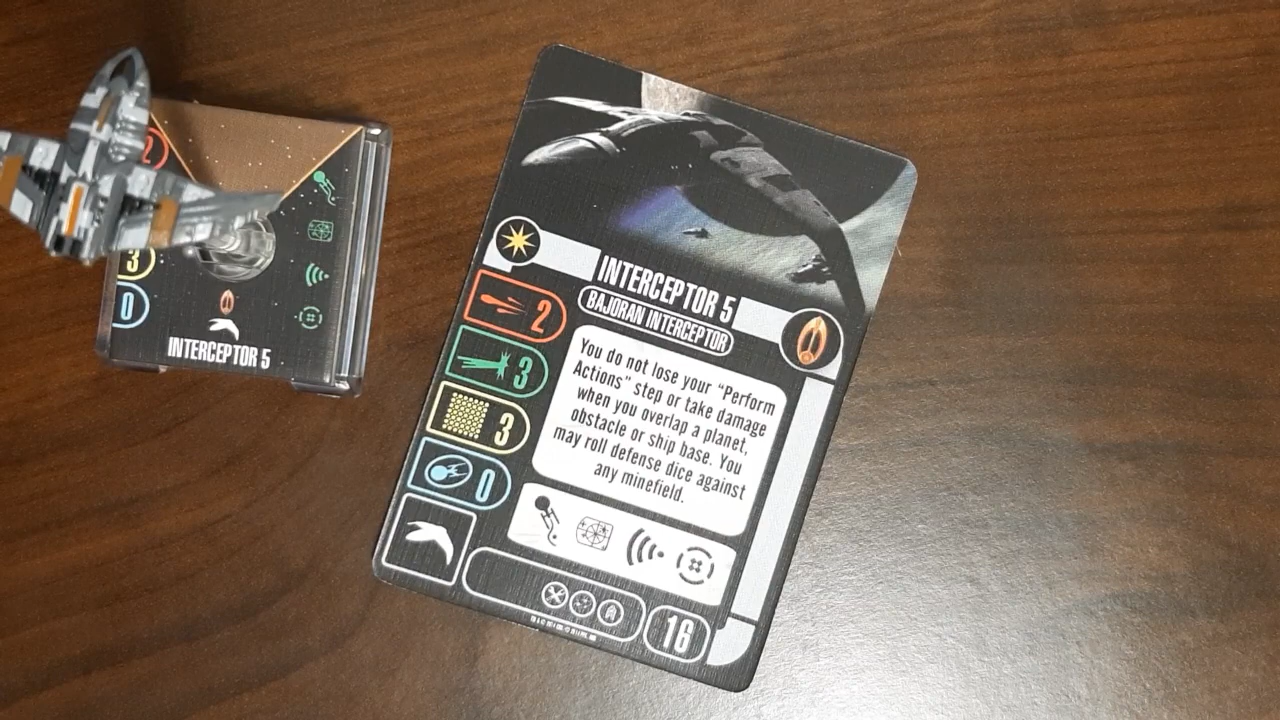 2
3
0
INTERCEPTOR 5
INTERCEPTOR 5
BAJORAN INTERCEPTOR
2
3
3
0
You do not lose your "Perform
Actions" step or take damage
when you overlap a planet,
obstacle or ship base. You
may roll defense dice against
any minefield.
16